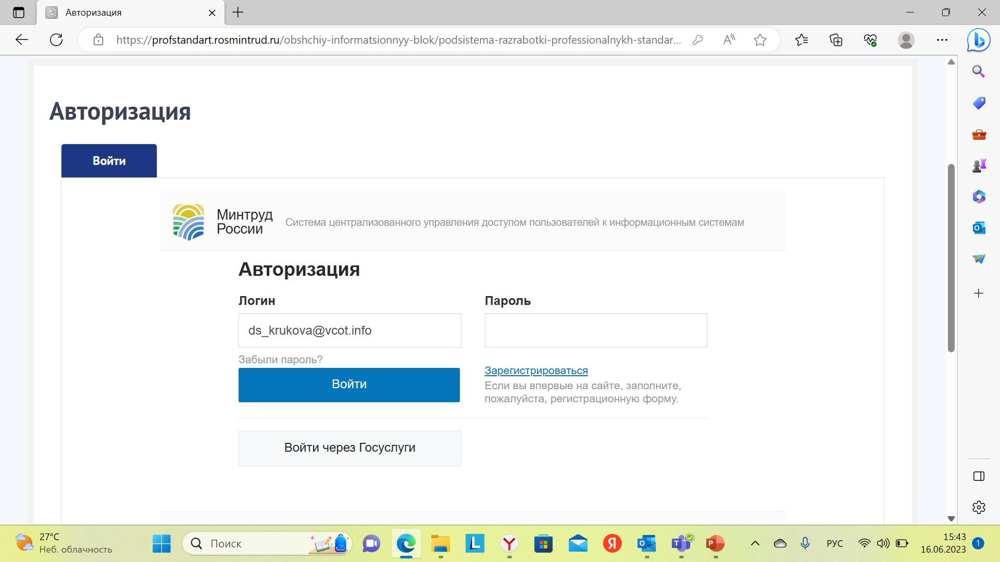 Авторизация
https://profstandart.rosmintrud.ru/obshchiy-informatsionnyy-blok/podsistema-razrabotki-professionalnykh-standar...
Авторизация
Войти
Минтруд
России
Система централизованного управления доступом пользователей к информационным системам
Авторизация
Логин
Пароль
ds_krukova@vcot.info
Забыли пароль?
Войти
Зарегистрироваться
Если вы впервые на сайте, заполните,
пожалуйста, регистрационную форму.
Войти через Госуслуги
27°C
Неб. облачность
Поиск
РУС
15:43
16.06.2023
1